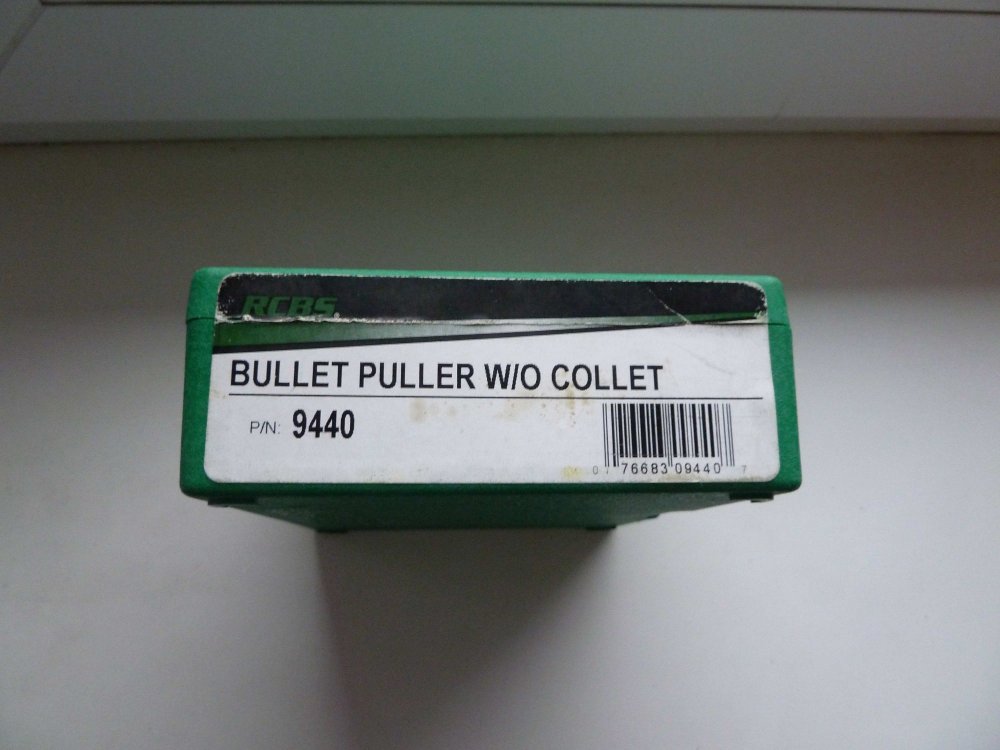 RCBS.
BULLET PULLER W/O COLLET
P/N: 9440
0 76683 09440 7